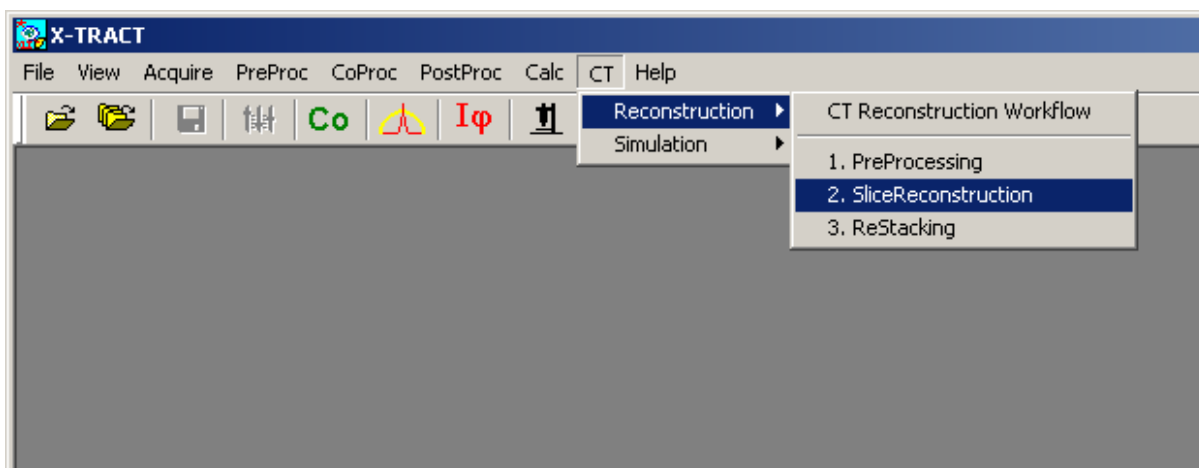 X-TRACT
File View Acquire PreProc CoProc PostProc Calc CT Help
Co Iφ
Reconstruction
Simulation
CT Reconstruction Workflow
1. PreProcessing
2. SliceReconstruction
3. ReStacking